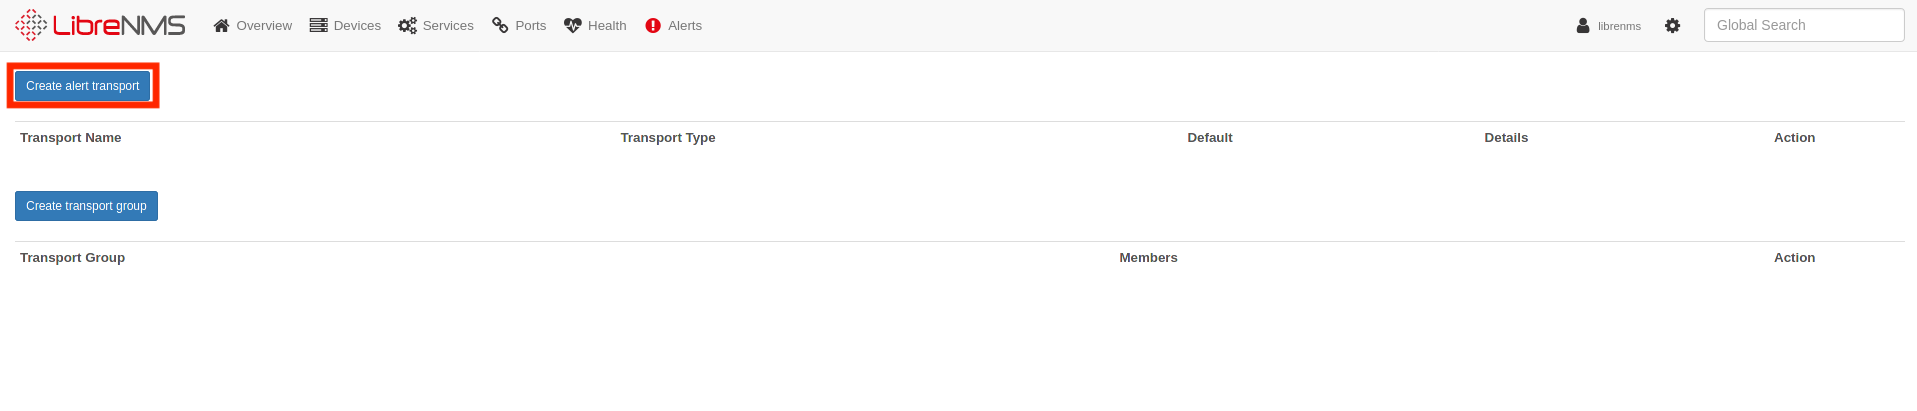 LibreNMS Overview Devices Services Ports Health Alerts librenms Global Search
Create alert transport
Transport Name Transport Type Default Details Action
Create transport group
Transport Group Members Action